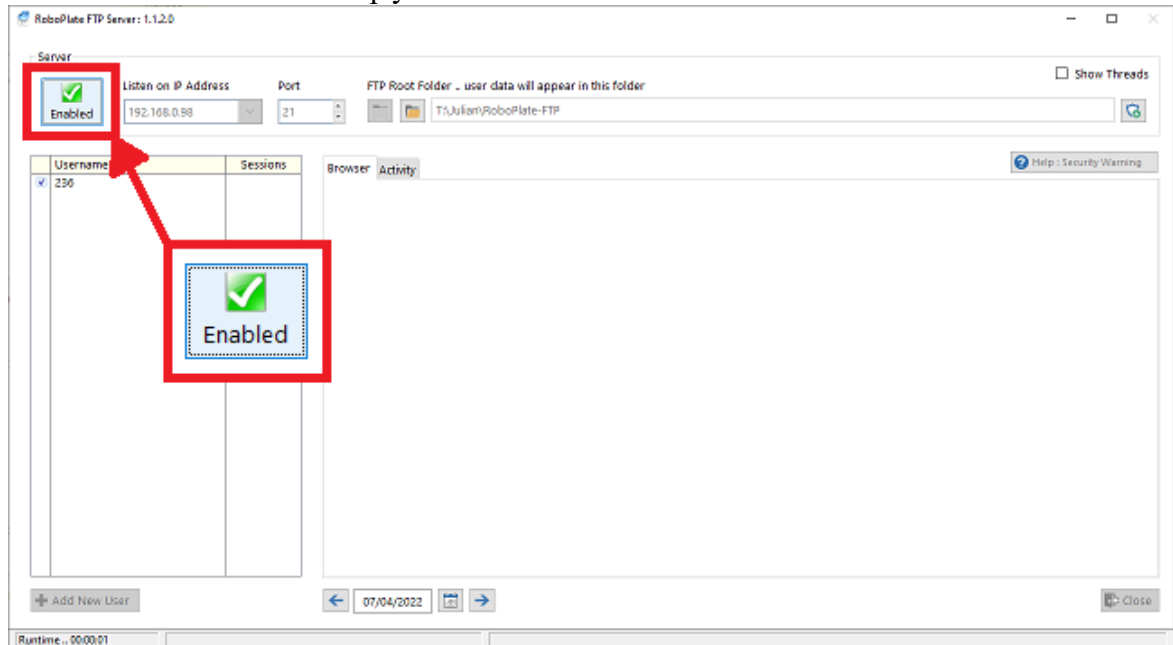 RoboPlate FTP Server : 1.1.2.0
Server
Show Threads
Listen on IP Address Port FTP Root Folder .. user data will appear in this folder
Enabled 192.168.0.98 21 T:\Julian\RoboPlate-FTP
Username Sessions Browser Activity Help : Security Warning
236
Enabled
Add New User 07/04/2022 Close
Runtime .. 00:00:01